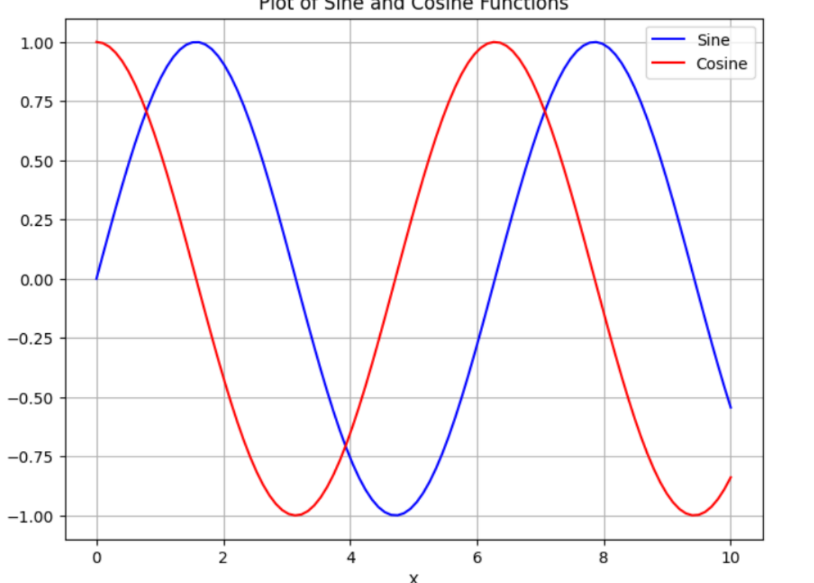 Plot of Sine and Cosine Functions
Sine
Cosine
1.00
0.75
0.50
0.25
0.00
−0.25
−0.50
−0.75
−1.00
0 2 4 6 8 10
x